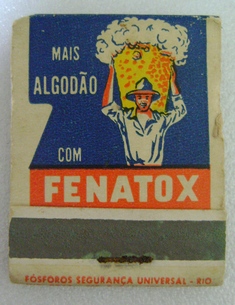 MAIS
ALGODÃO
COM
FENATOX
FÓSFOROS SEGURANÇA UNIVERSAL - RIO